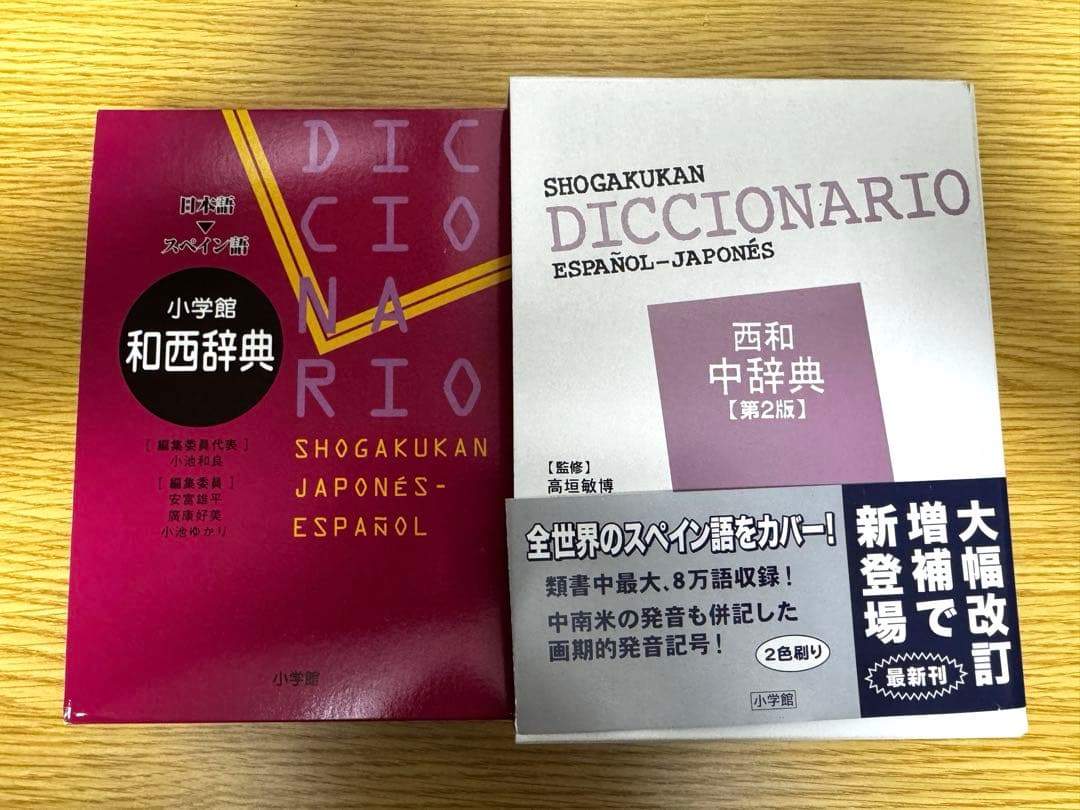 日本語
▼
スペイン語
小学館
和西辞典
[ 編集委員代表 ]
小池和良
[ 編集委員 ]
安富雄平
廣康好美
小池ゆかり
DIC
CIO
NA
RIO
SHOGAKUKAN
JAPONÉS-
ESPAÑOL
小学館
SHOGAKUKAN
DICCIONARIO
ESPAÑOL-JAPONÉS
西和
中辞典
【第2版】
【監修】
高垣敏博
全世界のスペイン語をカバー!
類書中最大、8万語収録!
中南米の発音も併記した
画期的発音記号!
2色刷り
小学館
大幅改訂
増補で
新登場
最新刊